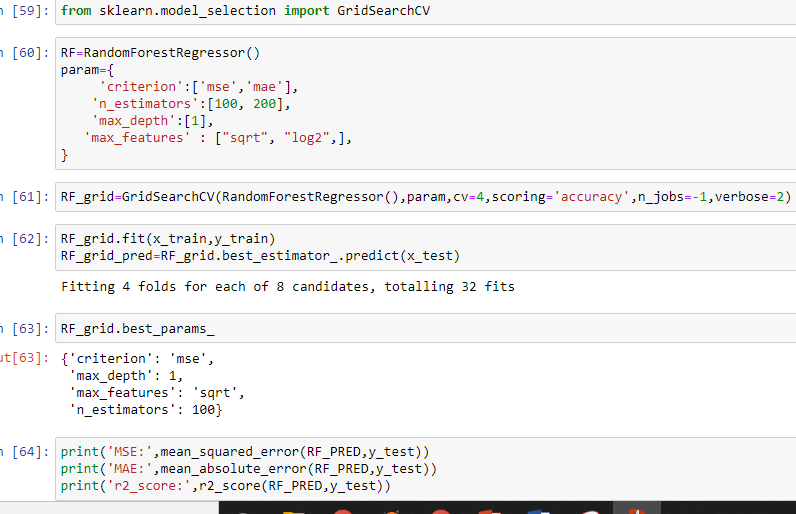 [59]: from sklearn.model_selection import GridSearchCV
[60]: RF=RandomForestRegressor()
param={
'criterion':['mse','mae'],
'n_estimators':[100, 200],
'max_depth':[1],
'max_features' : ["sqrt", "log2",],
}
[61]: RF_grid=GridSearchCV(RandomForestRegressor(),param,cv=4,scoring='accuracy',n_jobs=-1,verbose=2)
[62]: RF_grid.fit(x_train,y_train)
RF_grid_pred=RF_grid.best_estimator_.predict(x_test)
Fitting 4 folds for each of 8 candidates, totalling 32 fits
[63]: RF_grid.best_params_
ut[63]: {'criterion': 'mse',
'max_depth': 1,
'max_features': 'sqrt',
'n_estimators': 100}
[64]: print('MSE:',mean_squared_error(RF_PRED,y_test))
print('MAE:',mean_absolute_error(RF_PRED,y_test))
print('r2_score:',r2_score(RF_PRED,y_test))